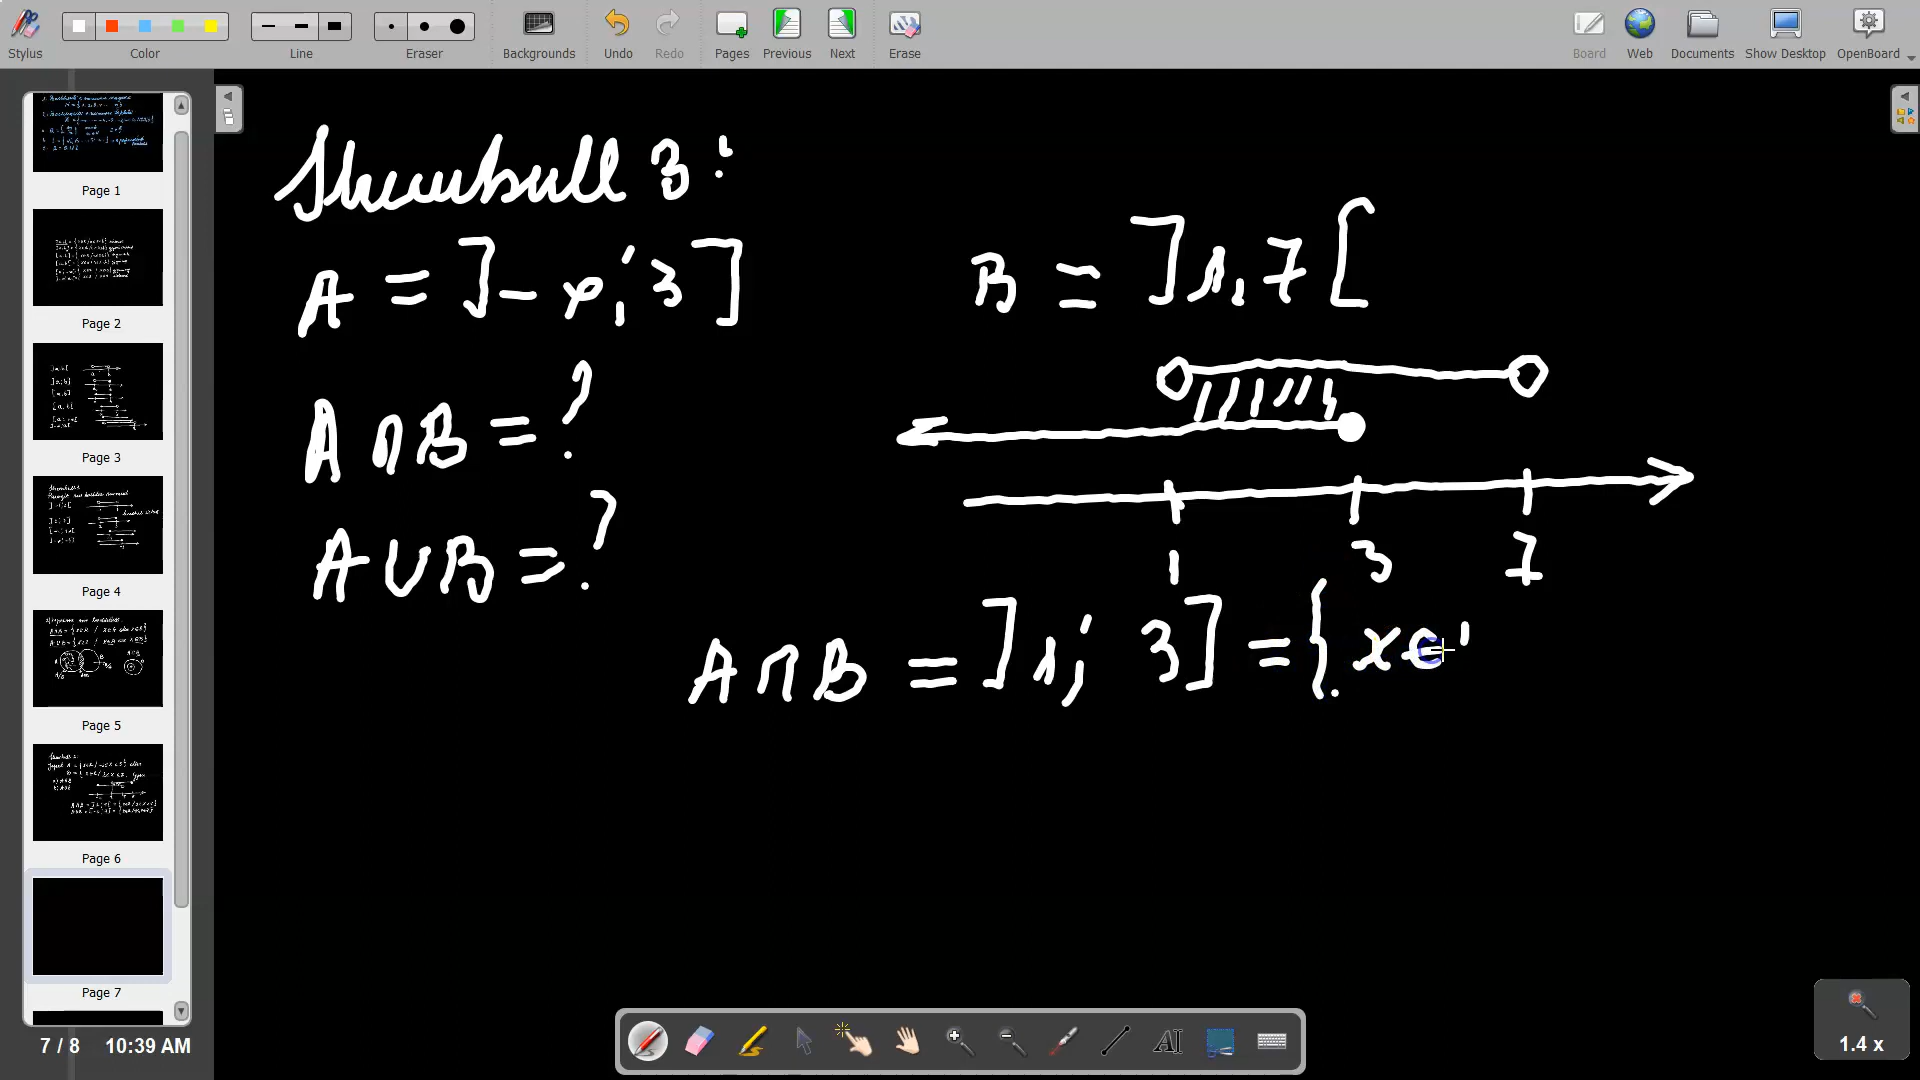 Stylus
Color
Line
Eraser
Backgrounds
Undo
Redo
Pages
Previous
Next
Erase
Board
Web
Documents
Show Desktop
OpenBoard
Page 1
Page 2
Page 3
Page 4
Page 5
Page 6
Page 7
7 / 8 10:39 AM
Shembull 3:
A = ]-∞; 3]
B = ]1, 7[
A∩B = ?
A∪B = ?
1 3 7
A∩B = ]1; 3] = { x∈
1.4 x